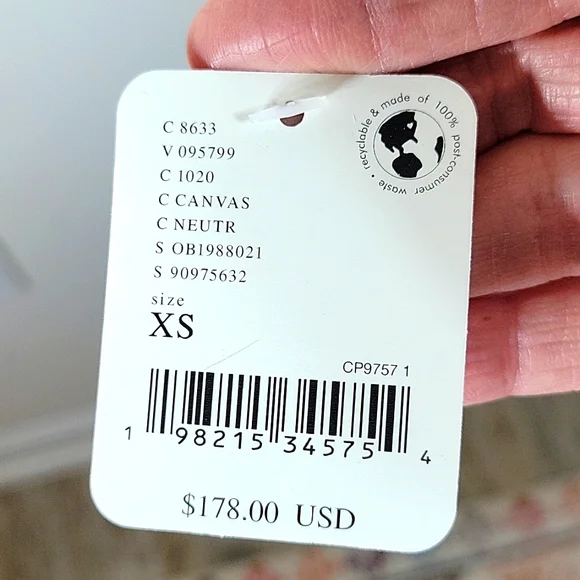 C 8633
V 095799
C 1020
C CANVAS
C NEUTR
S OB1988021
S 90975632
size
XS
recyclable & made of 100% post-consumer waste •
CP9757 1
1 98215 34575 4
$178.00 USD